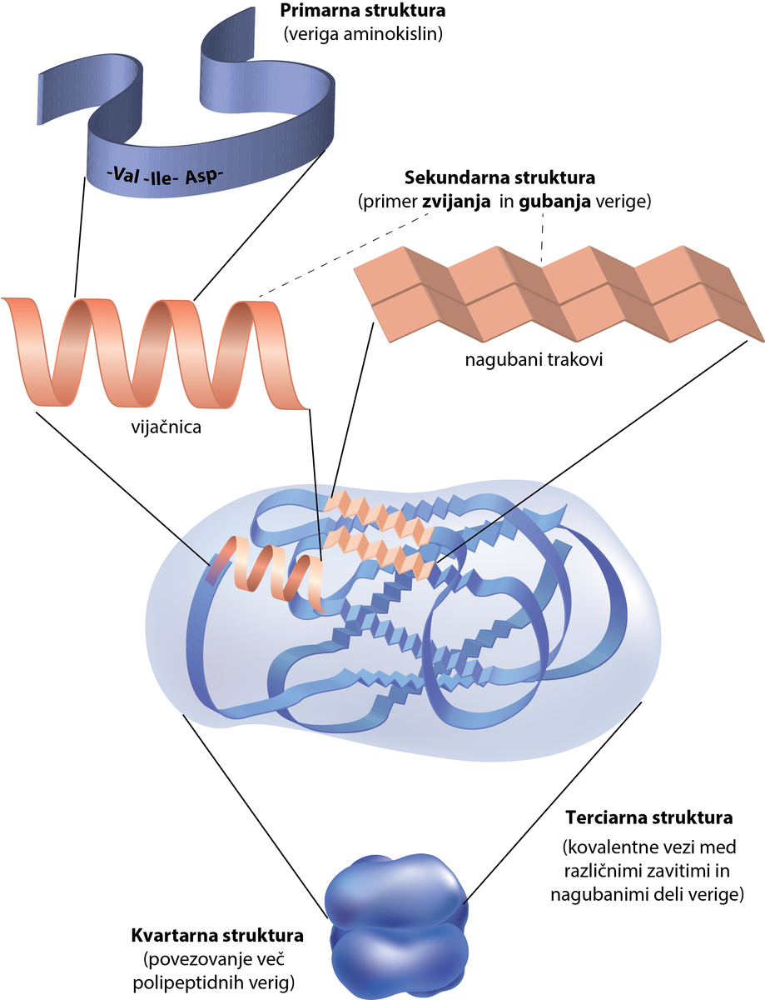 Primarna struktura
(veriga aminokislin)
-Val -Ile- Asp-
Sekundarna struktura
(primer zvijanja in gubanja verige)
nagubani trakovi
vijačnica
Terciarna struktura
(kovalentne vezi med
različnimi zavitimi in
nagubanimi deli verige)
Kvartarna struktura
(povezovanje več
polipeptidnih verig)